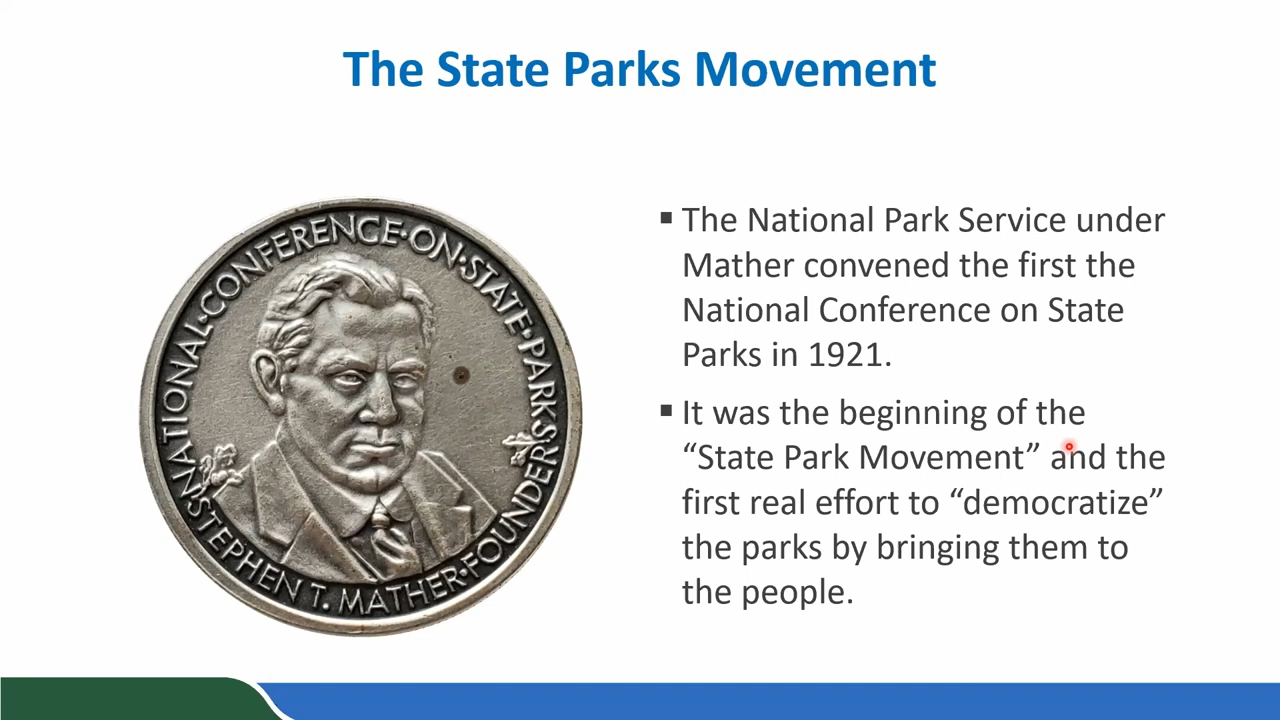 The State Parks Movement
NATIONAL·CONFERENCE·ON·STATE·PARKS
STEPHEN T. MATHER·FOUNDER
▪ The National Park Service under
Mather convened the first the
National Conference on State
Parks in 1921.
▪ It was the beginning of the
“State Park Movement” and the
first real effort to “democratize”
the parks by bringing them to
the people.